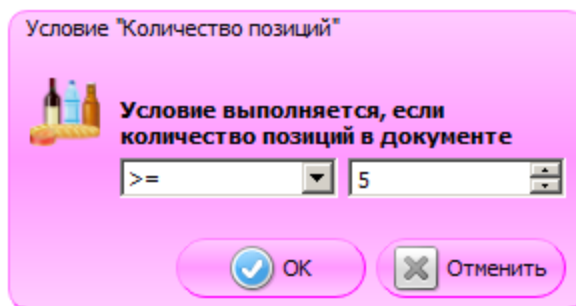 Условие "Количество позиций"
Условие выполняется, если
количество позиций в документе
>= 5
OK Отменить